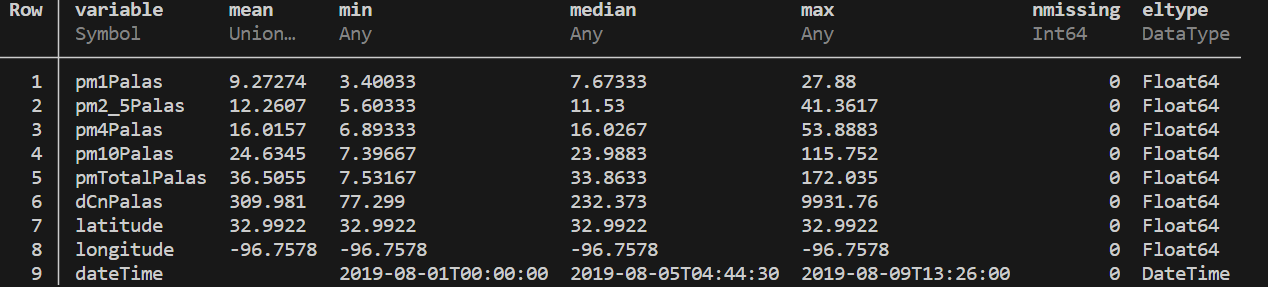 Row variable mean min median max nmissing eltype
Symbol Union… Any Any Any Int64 DataType
1 pm1Palas 9.27274 3.40033 7.67333 27.88 0 Float64
2 pm2_5Palas 12.2607 5.60333 11.53 41.3617 0 Float64
3 pm4Palas 16.0157 6.89333 16.0267 53.8883 0 Float64
4 pm10Palas 24.6345 7.39667 23.9883 115.752 0 Float64
5 pmTotalPalas 36.5055 7.53167 33.8633 172.035 0 Float64
6 dCnPalas 309.981 77.299 232.373 9931.76 0 Float64
7 latitude 32.9922 32.9922 32.9922 32.9922 0 Float64
8 longitude -96.7578 -96.7578 -96.7578 -96.7578 0 Float64
9 dateTime 2019-08-01T00:00:00 2019-08-05T04:44:30 2019-08-09T13:26:00 0 DateTime